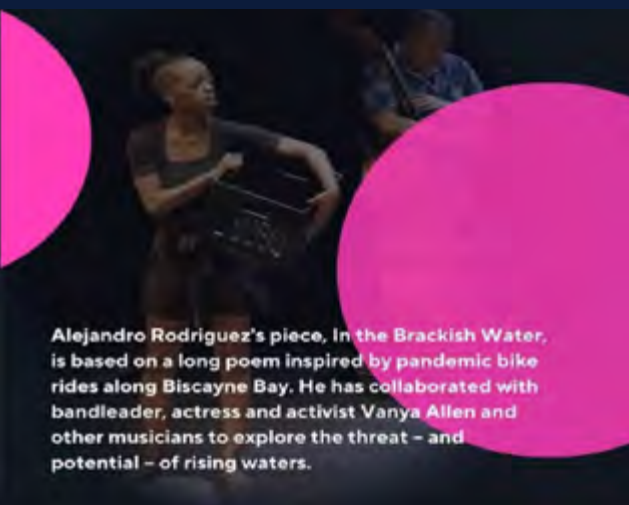 Alejandro Rodriguez's piece, In the Brackish Water,
is based on a long poem inspired by pandemic bike
rides along Biscayne Bay. He has collaborated with
bandleader, actress and activist Vanya Allen and
other musicians to explore the threat – and
potential – of rising waters.